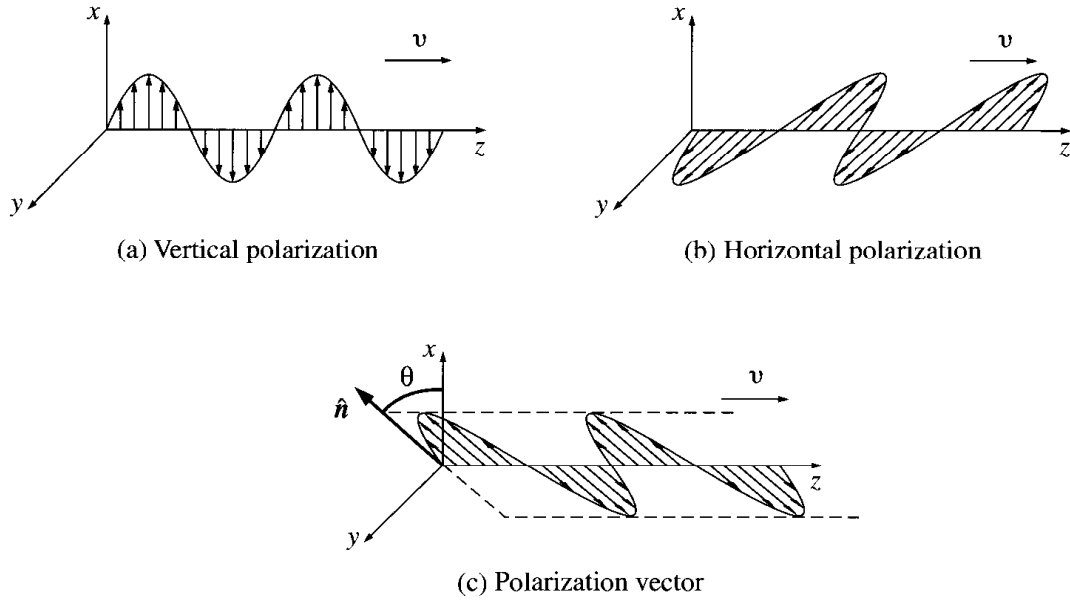 x
v
z
y
(a) Vertical polarization
x
v
z
y
(b) Horizontal polarization
x
θ
n̂
v
z
y
(c) Polarization vector